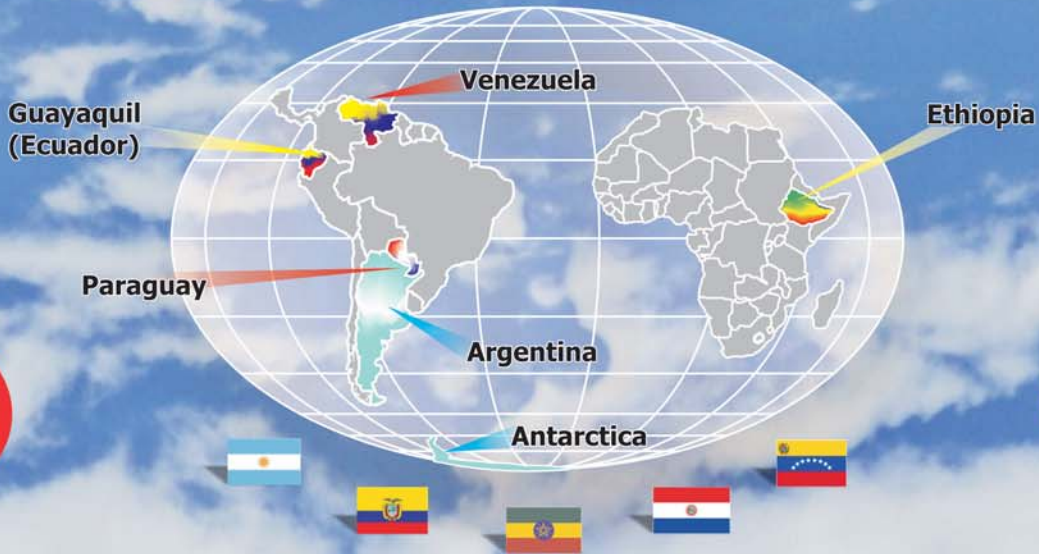 Venezuela
Guayaquil
(Ecuador)
Ethiopia
Paraguay
Argentina
Antarctica